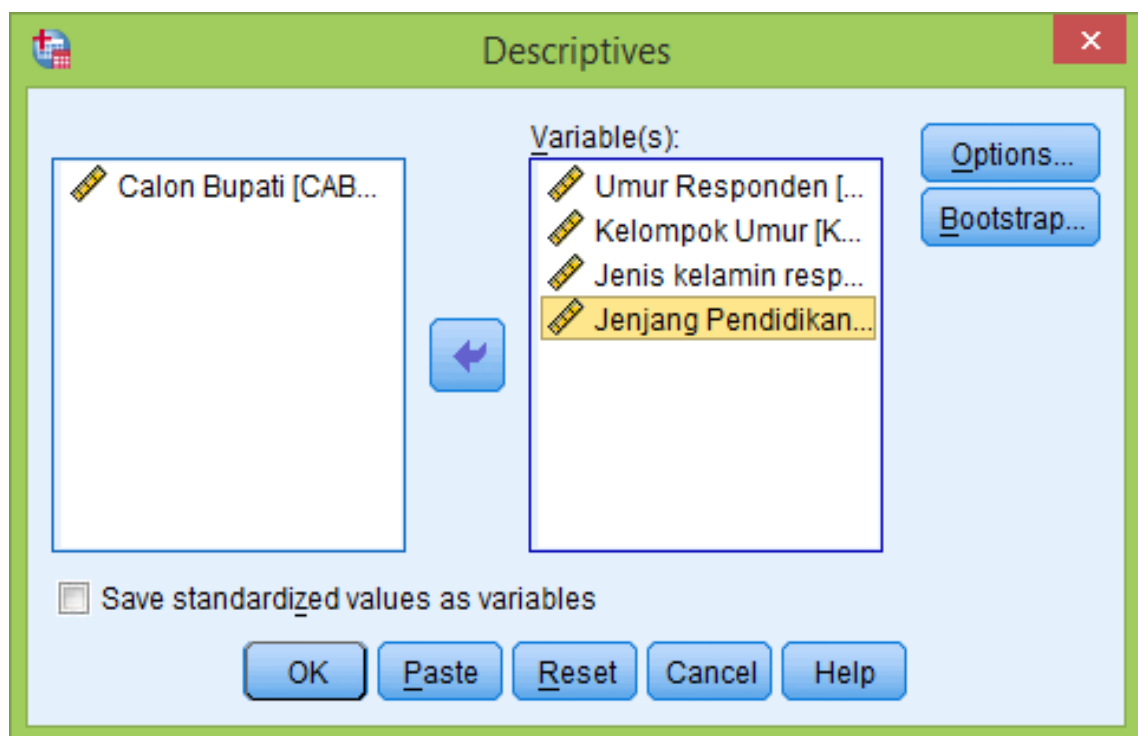 Descriptives
Variable(s):
Calon Bupati [CAB...
Umur Responden [...
Kelompok Umur [K...
Jenis kelamin resp...
Jenjang Pendidikan...
Options...
Bootstrap...
Save standardized values as variables
OK
Paste
Reset
Cancel
Help